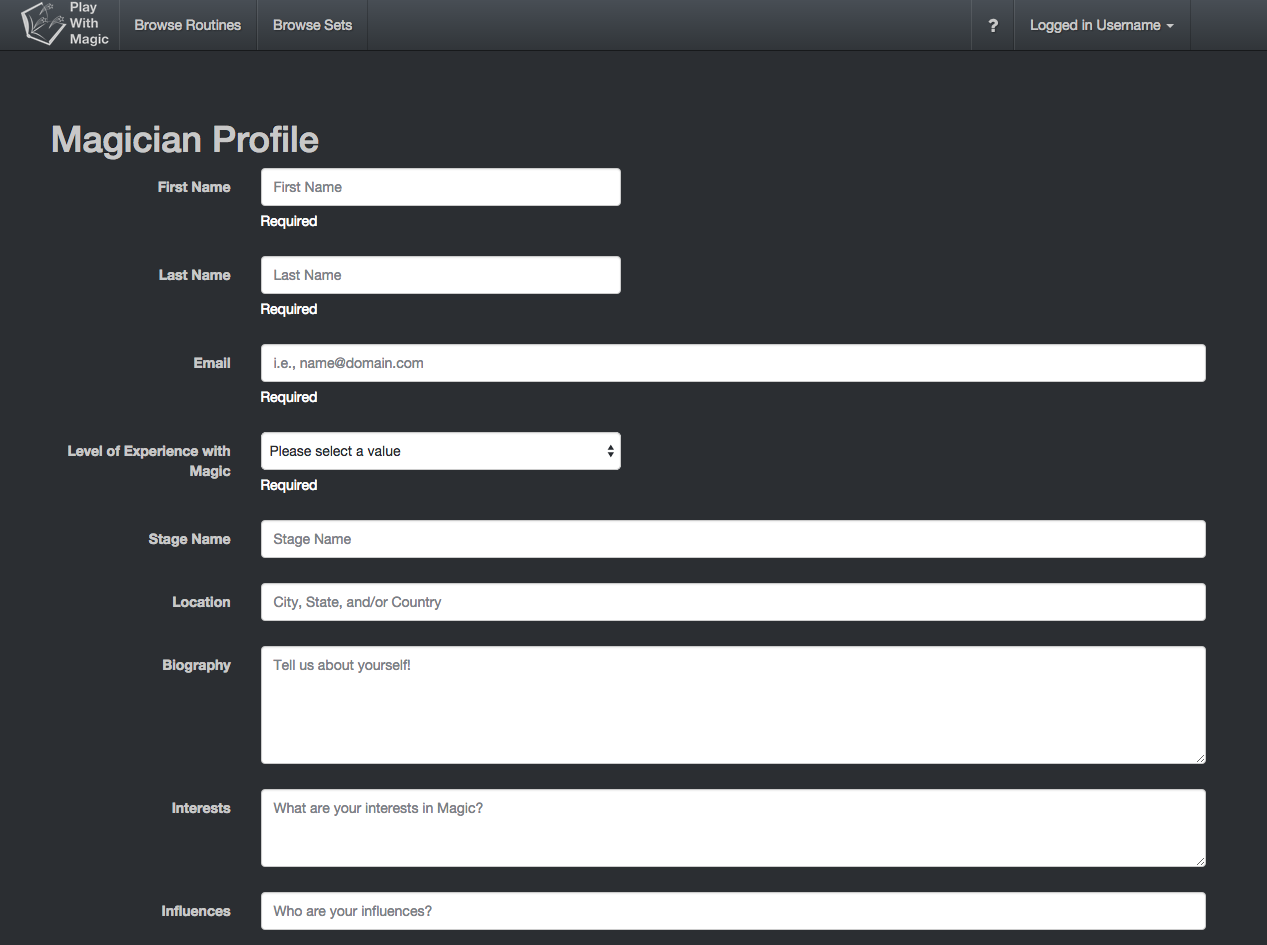 Play
With
Magic
Browse Routines
Browse Sets
?
Logged in Username
Magician Profile
First Name
First Name
Required
Last Name
Last Name
Required
Email
i.e., name@domain.com
Required
Level of Experience with
Magic
Please select a value
Required
Stage Name
Stage Name
Location
City, State, and/or Country
Biography
Tell us about yourself!
Interests
What are your interests in Magic?
Influences
Who are your influences?